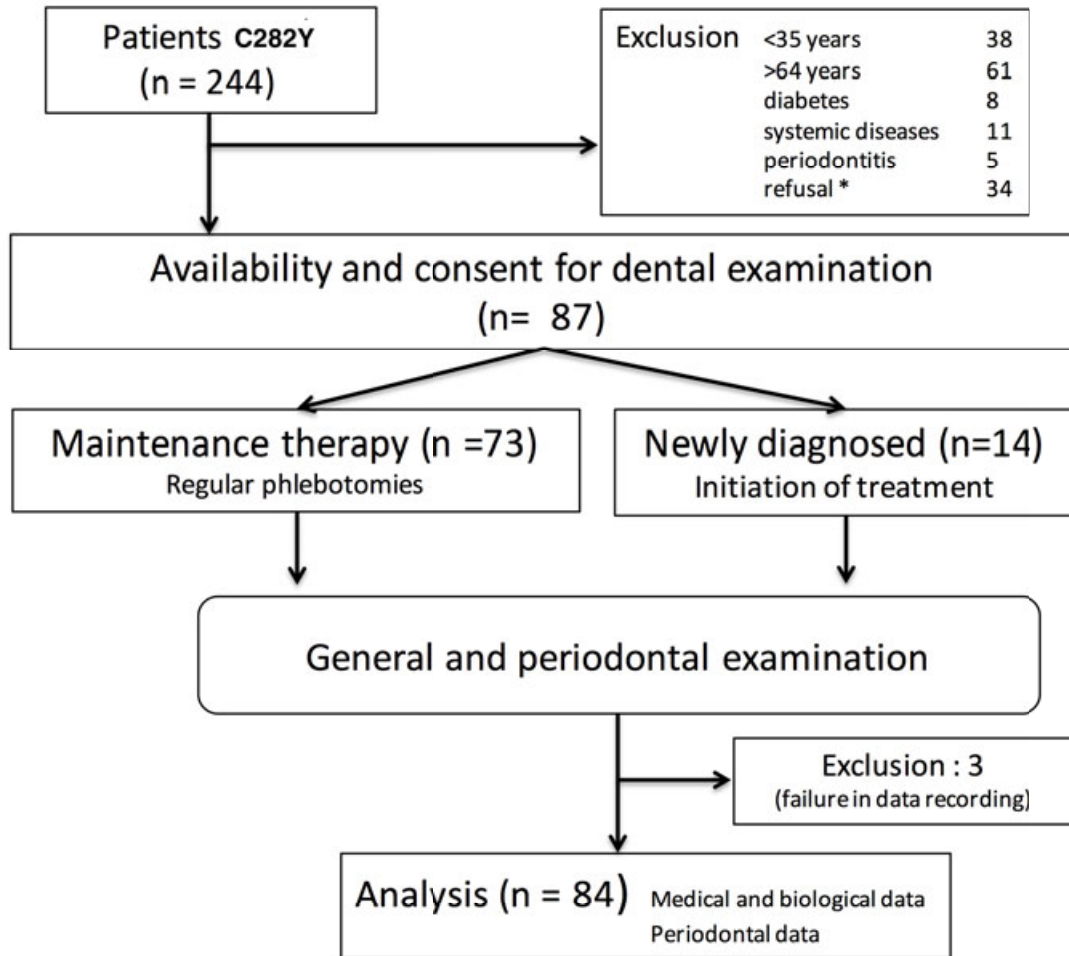 Patients C282Y
(n = 244)
Exclusion <35 years 38
>64 years 61
diabetes 8
systemic diseases 11
periodontitis 5
refusal * 34
Availability and consent for dental examination
(n= 87)
Maintenance therapy (n =73)
Regular phlebotomies
Newly diagnosed (n=14)
Initiation of treatment
General and periodontal examination
Exclusion : 3
(failure in data recording)
Analysis (n = 84) Medical and biological data
Periodontal data